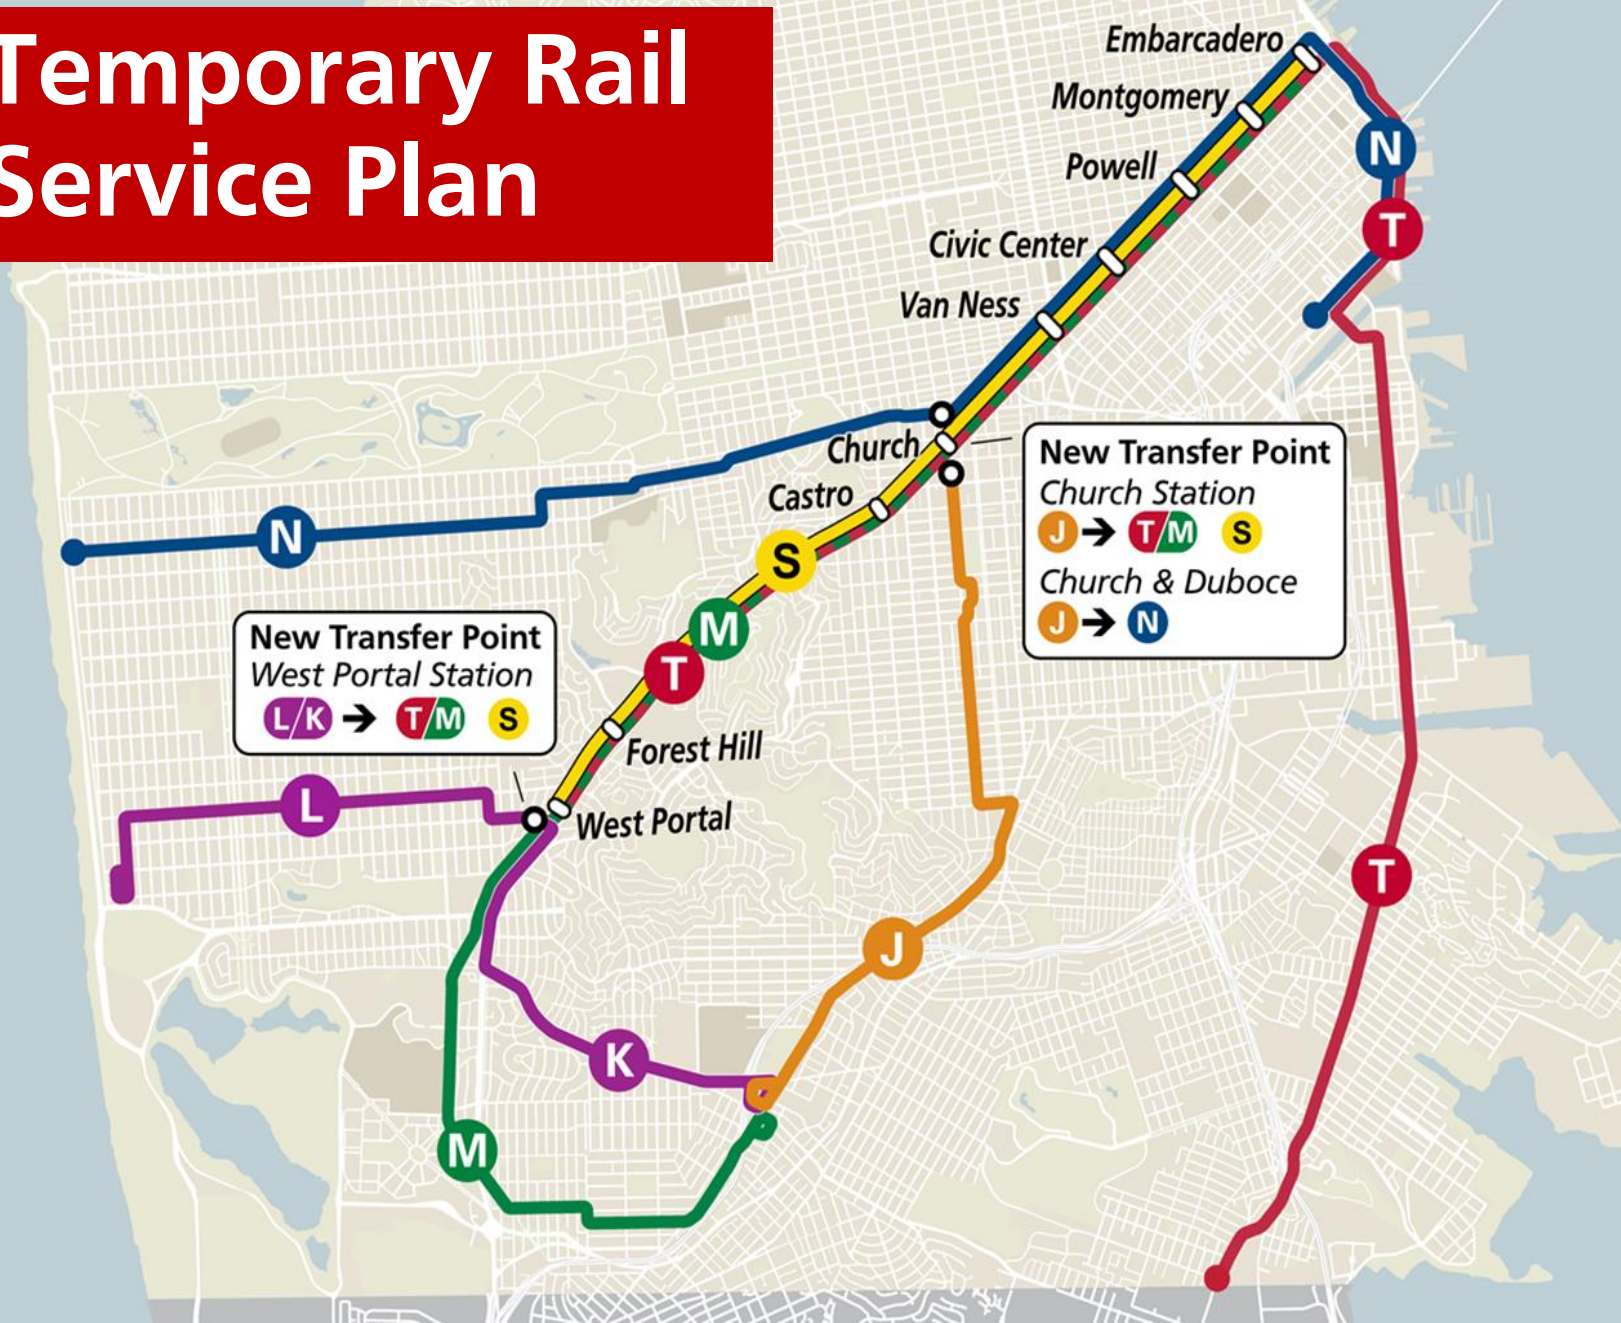 Temporary Rail
Service Plan
Embarcadero
Montgomery
Powell
Civic Center
Van Ness
Church
Castro
Forest Hill
West Portal
N
T
N
S
M
T
L
K
M
J
T
New Transfer Point
Church Station
J → T/M S
Church & Duboce
J → N
New Transfer Point
West Portal Station
L/K → T/M S